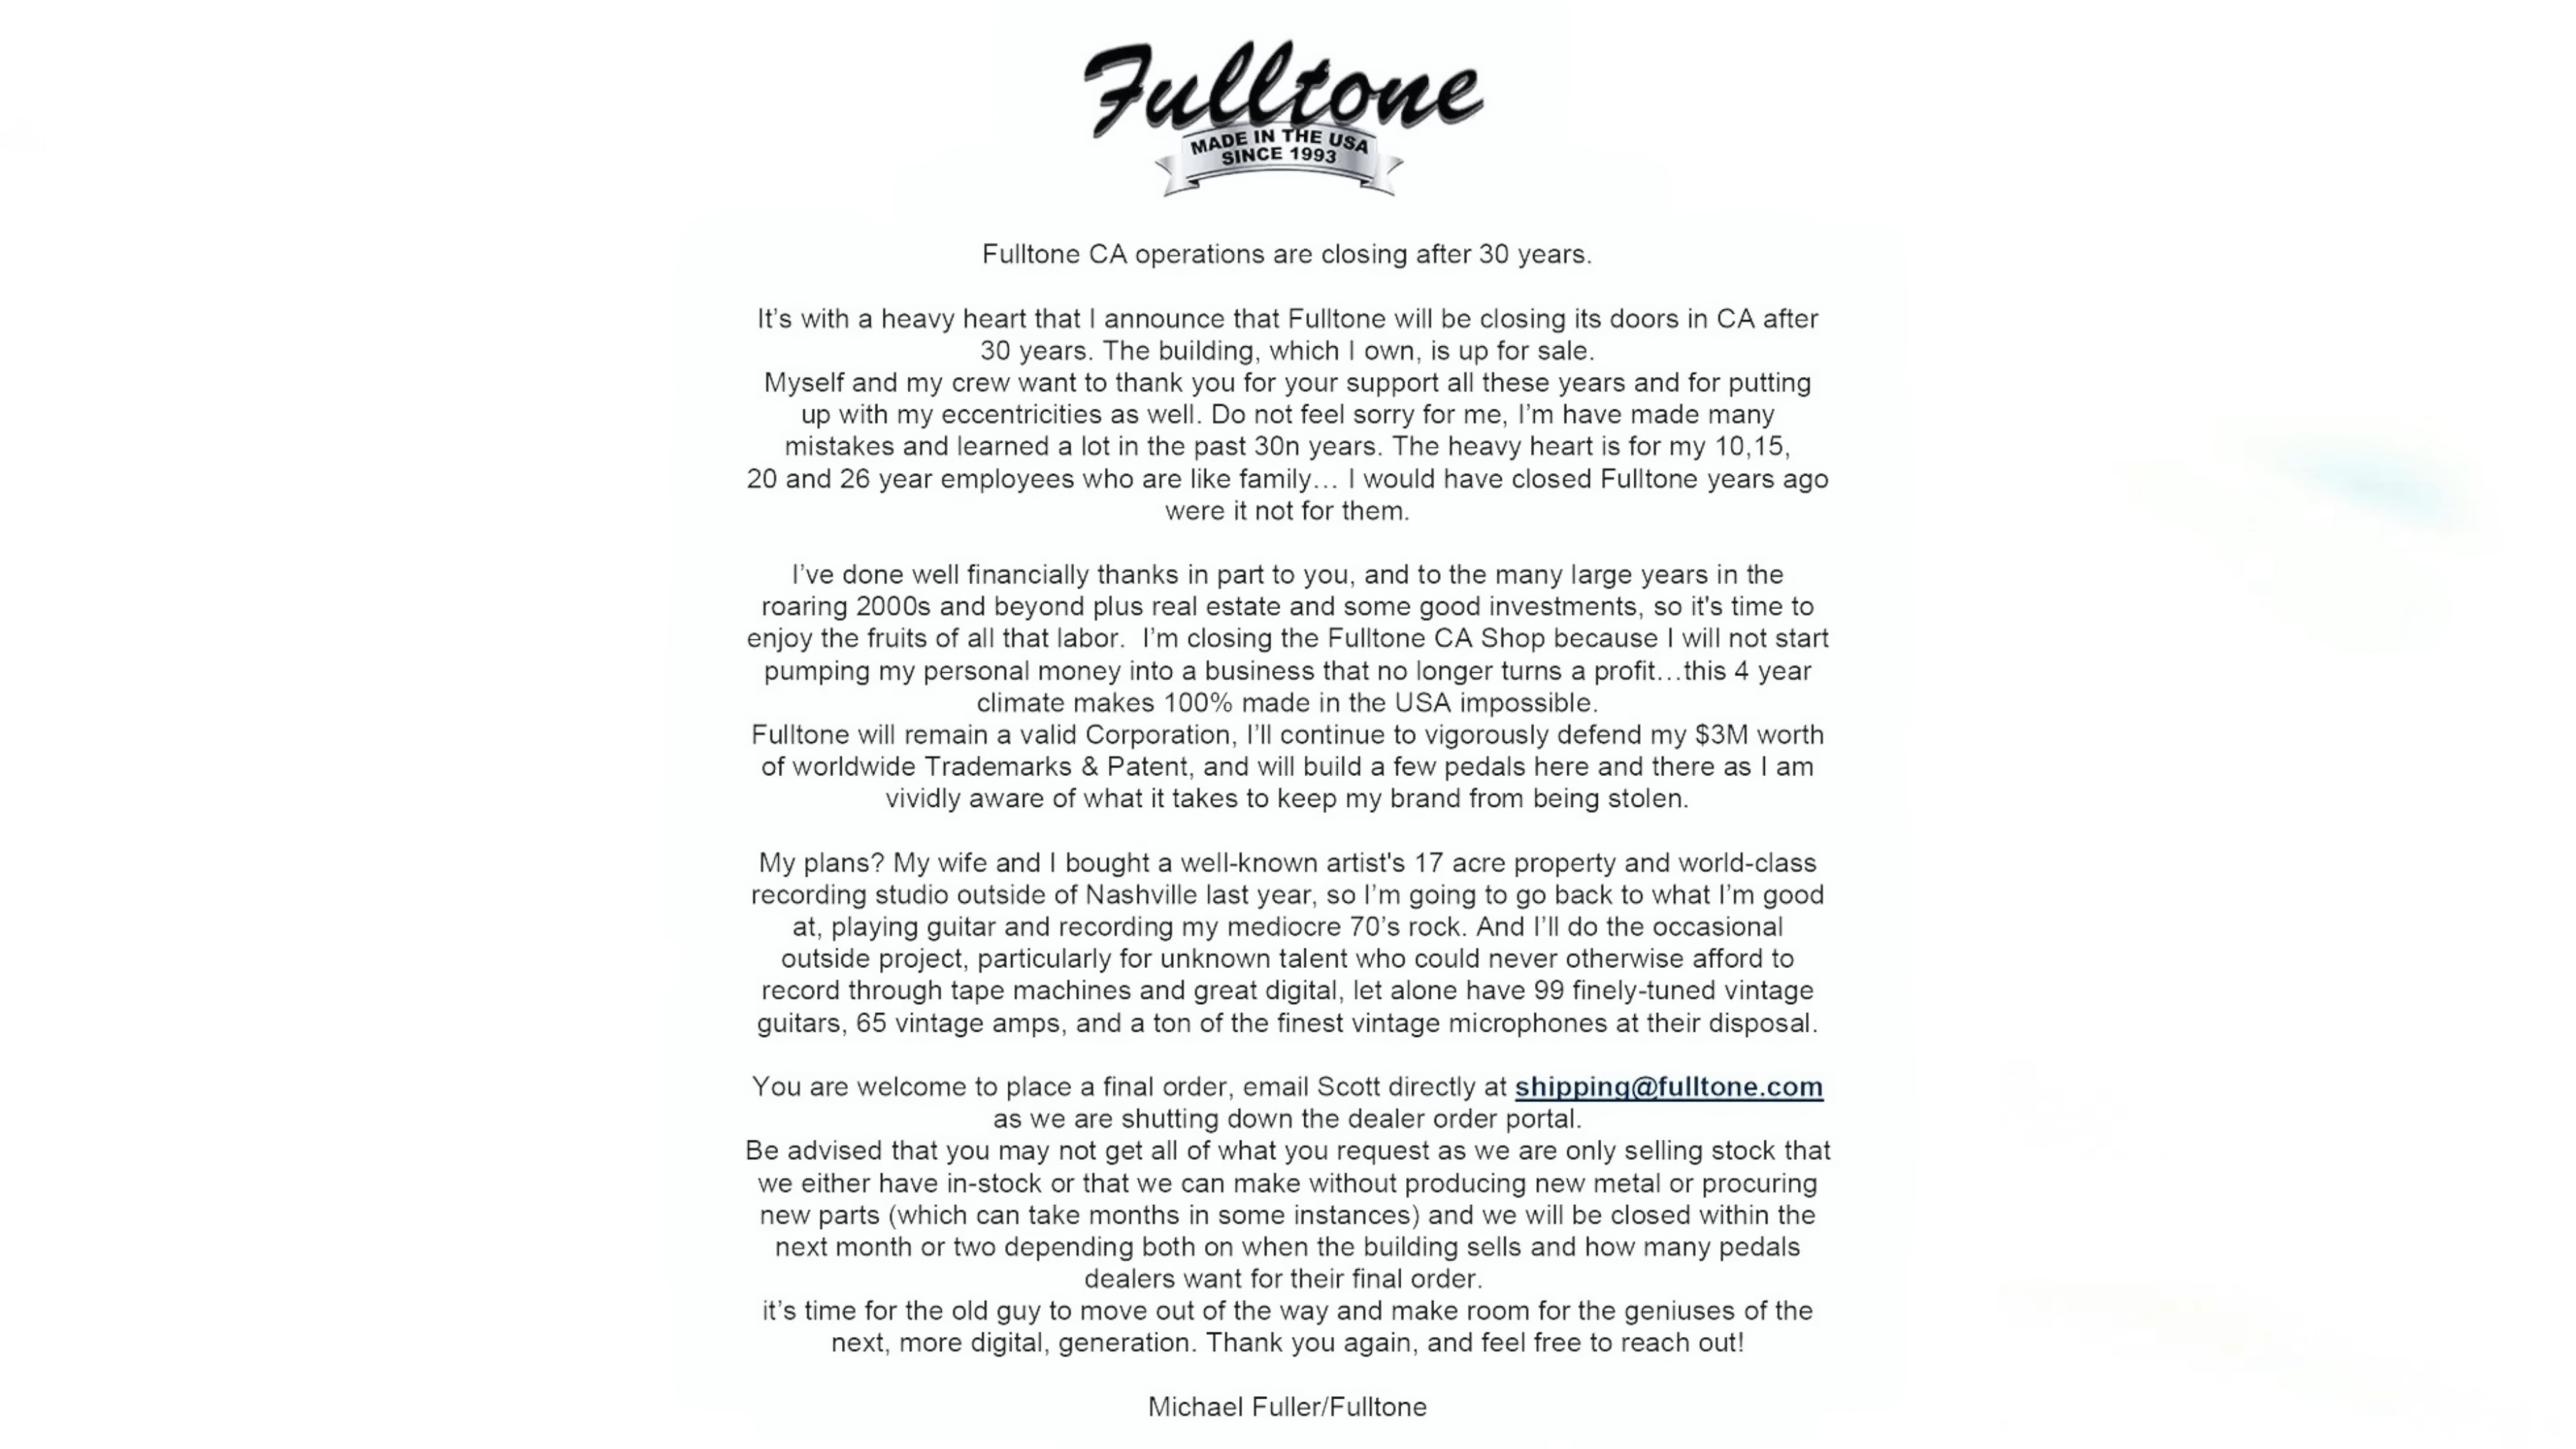 Fulltone
MADE IN THE USA
SINCE 1993
Fulltone CA operations are closing after 30 years.
It’s with a heavy heart that I announce that Fulltone will be closing its doors in CA after
30 years. The building, which I own, is up for sale.
Myself and my crew want to thank you for your support all these years and for putting
up with my eccentricities as well. Do not feel sorry for me, I’m have made many
mistakes and learned a lot in the past 30n years. The heavy heart is for my 10,15,
20 and 26 year employees who are like family… I would have closed Fulltone years ago
were it not for them.
I’ve done well financially thanks in part to you, and to the many large years in the
roaring 2000s and beyond plus real estate and some good investments, so it's time to
enjoy the fruits of all that labor.  I’m closing the Fulltone CA Shop because I will not start
pumping my personal money into a business that no longer turns a profit…this 4 year
climate makes 100% made in the USA impossible.
Fulltone will remain a valid Corporation, I’ll continue to vigorously defend my $3M worth
of worldwide Trademarks & Patent, and will build a few pedals here and there as I am
vividly aware of what it takes to keep my brand from being stolen.
My plans? My wife and I bought a well-known artist's 17 acre property and world-class
recording studio outside of Nashville last year, so I’m going to go back to what I’m good
at, playing guitar and recording my mediocre 70’s rock. And I’ll do the occasional
outside project, particularly for unknown talent who could never otherwise afford to
record through tape machines and great digital, let alone have 99 finely-tuned vintage
guitars, 65 vintage amps, and a ton of the finest vintage microphones at their disposal.
You are welcome to place a final order, email Scott directly at shipping@fulltone.com
as we are shutting down the dealer order portal.
Be advised that you may not get all of what you request as we are only selling stock that
we either have in-stock or that we can make without producing new metal or procuring
new parts (which can take months in some instances) and we will be closed within the
next month or two depending both on when the building sells and how many pedals
dealers want for their final order.
it’s time for the old guy to move out of the way and make room for the geniuses of the
next, more digital, generation. Thank you again, and feel free to reach out!
Michael Fuller/Fulltone